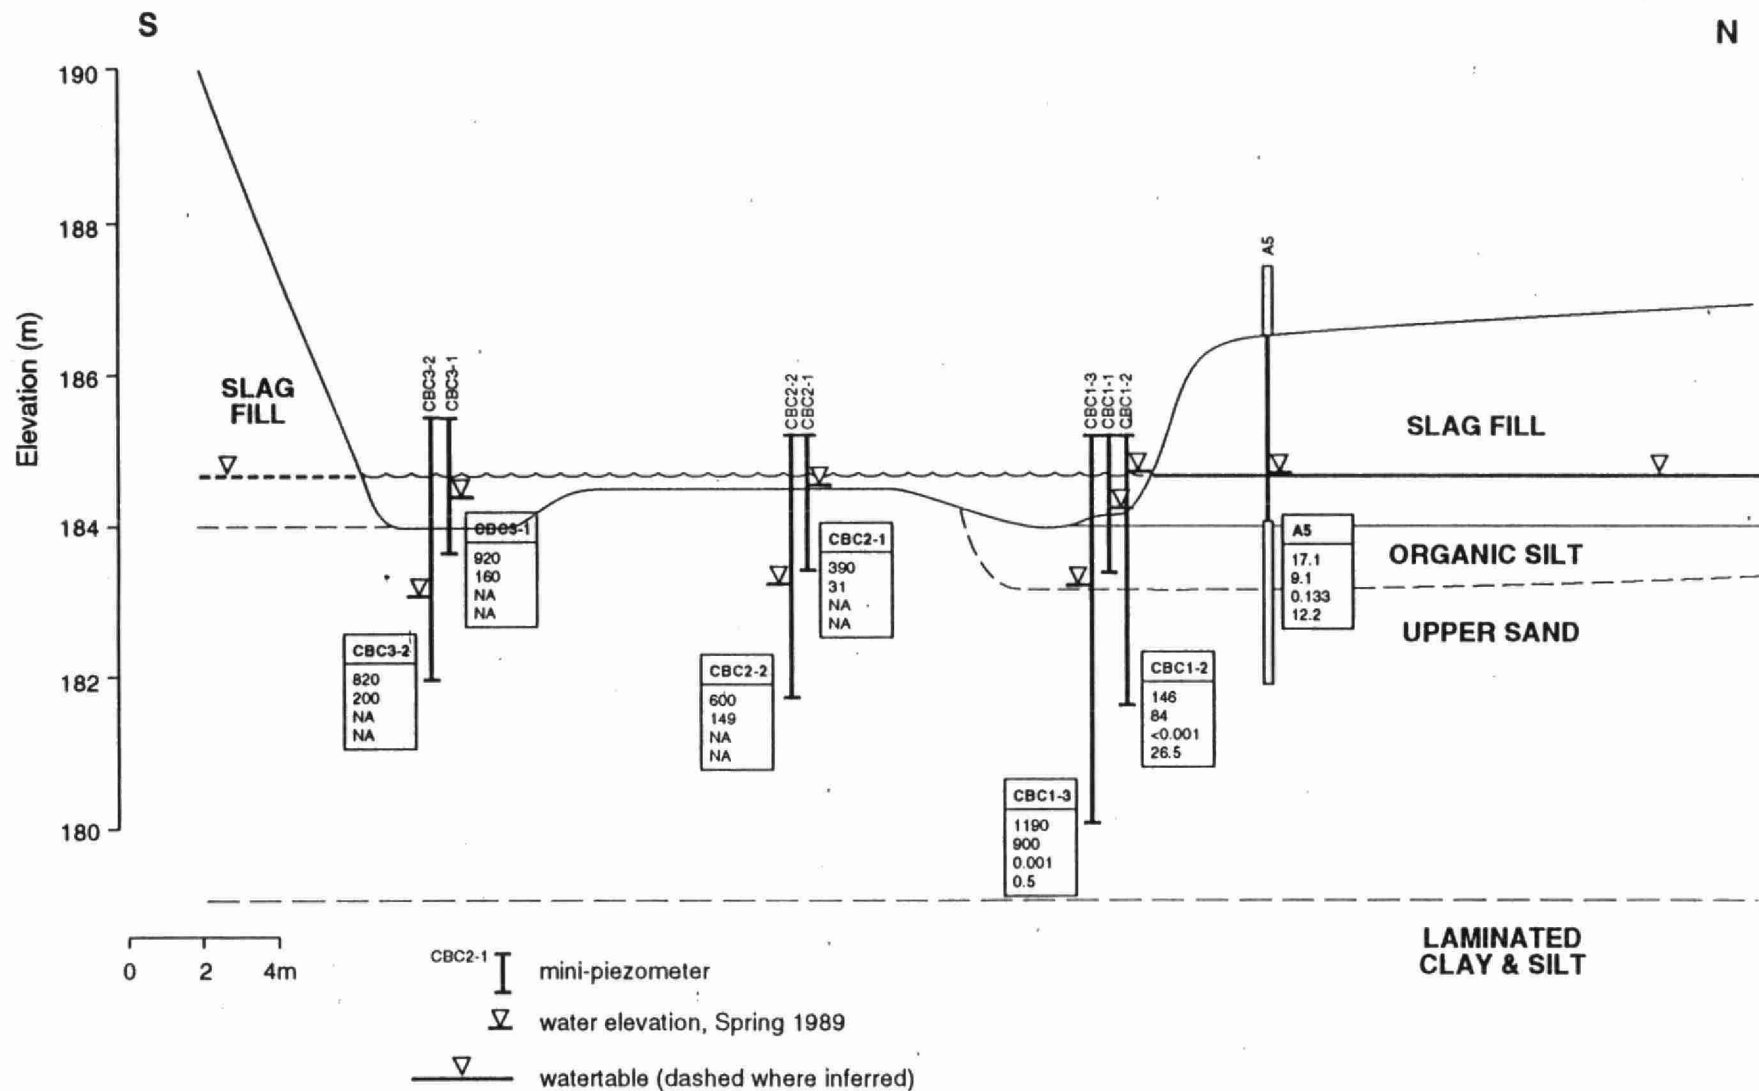 S
N
190
188
186
184
182
180
Elevation (m)
SLAG
FILL
CBC3-2
CBC3-1
CBC2-2
CBC2-1
CBC1-3
CBC1-1
CBC1-2
A5
SLAG FILL
ORGANIC SILT
UPPER SAND
LAMINATED
CLAY & SILT
CBC3-2
820
200
NA
NA
CBC3-1
920
160
NA
NA
CBC2-2
600
149
NA
NA
CBC2-1
390
31
NA
NA
CBC1-3
1190
900
0.001
0.5
CBC1-2
146
84
<0.001
26.5
A5
17.1
9.1
0.133
12.2
0 2 4m
CBC2-1 mini-piezometer
water elevation, Spring 1989
watertable (dashed where inferred)